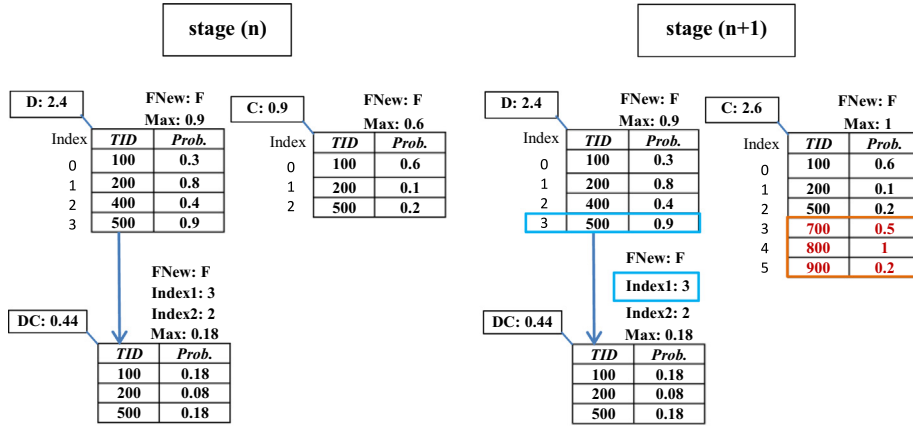 stage (n)
D: 2.4
FNew: F
Max: 0.9
Index TID Prob.
0 100 0.3
1 200 0.8
2 400 0.4
3 500 0.9
C: 0.9
FNew: F
Max: 0.6
Index TID Prob.
0 100 0.6
1 200 0.1
2 500 0.2
FNew: F
Index1: 3
Index2: 2
Max: 0.18
DC: 0.44
TID Prob.
100 0.18
200 0.08
500 0.18
stage (n+1)
D: 2.4
FNew: F
Max: 0.9
Index TID Prob.
0 100 0.3
1 200 0.8
2 400 0.4
3 500 0.9
C: 2.6
FNew: F
Max: 1
Index TID Prob.
0 100 0.6
1 200 0.1
2 500 0.2
3 700 0.5
4 800 1
5 900 0.2
FNew: F
Index1: 3
Index2: 2
Max: 0.18
DC: 0.44
TID Prob.
100 0.18
200 0.08
500 0.18